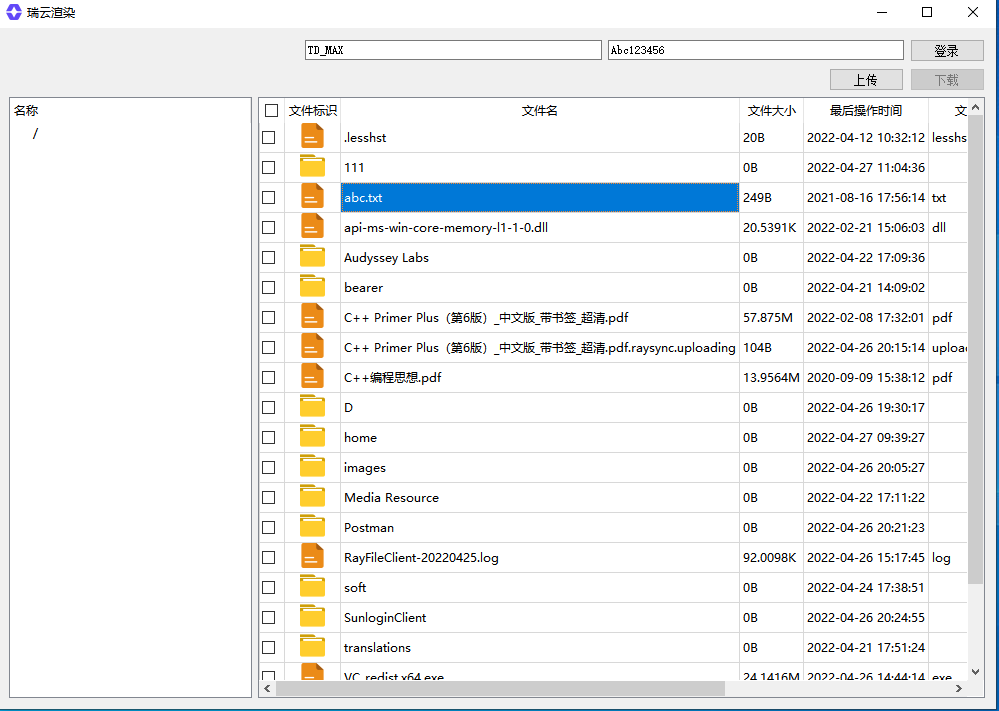 瑞云渲染
TD_MAX Abc123456 登录
上传 下载
名称
/
文件标识 文件名 文件大小 最后操作时间 文
.lesshst 20B 2022-04-12 10:32:12 lesshs
111 0B 2022-04-27 11:04:36
abc.txt 249B 2021-08-16 17:56:14 txt
api-ms-win-core-memory-l1-1-0.dll 20.5391K 2022-02-21 15:06:03 dll
Audyssey Labs 0B 2022-04-22 17:09:36
bearer 0B 2022-04-21 14:09:02
C++ Primer Plus（第6版）_中文版_带书签_超清.pdf 57.875M 2022-02-08 17:32:01 pdf
C++ Primer Plus（第6版）_中文版_带书签_超清.pdf.raysync.uploading 104B 2022-04-26 20:15:14 uploa
C++编程思想.pdf 13.9564M 2020-09-09 15:38:12 pdf
D 0B 2022-04-26 19:30:17
home 0B 2022-04-27 09:39:27
images 0B 2022-04-26 20:05:27
Media Resource 0B 2022-04-22 17:11:22
Postman 0B 2022-04-26 20:21:23
RayFileClient-20220425.log 92.0098K 2022-04-26 15:17:45 log
soft 0B 2022-04-24 17:38:51
SunloginClient 0B 2022-04-26 20:24:55
translations 0B 2022-04-21 17:51:24
VC_redist.x64.exe 24.1416M 2022-04-26 14:44:14 exe